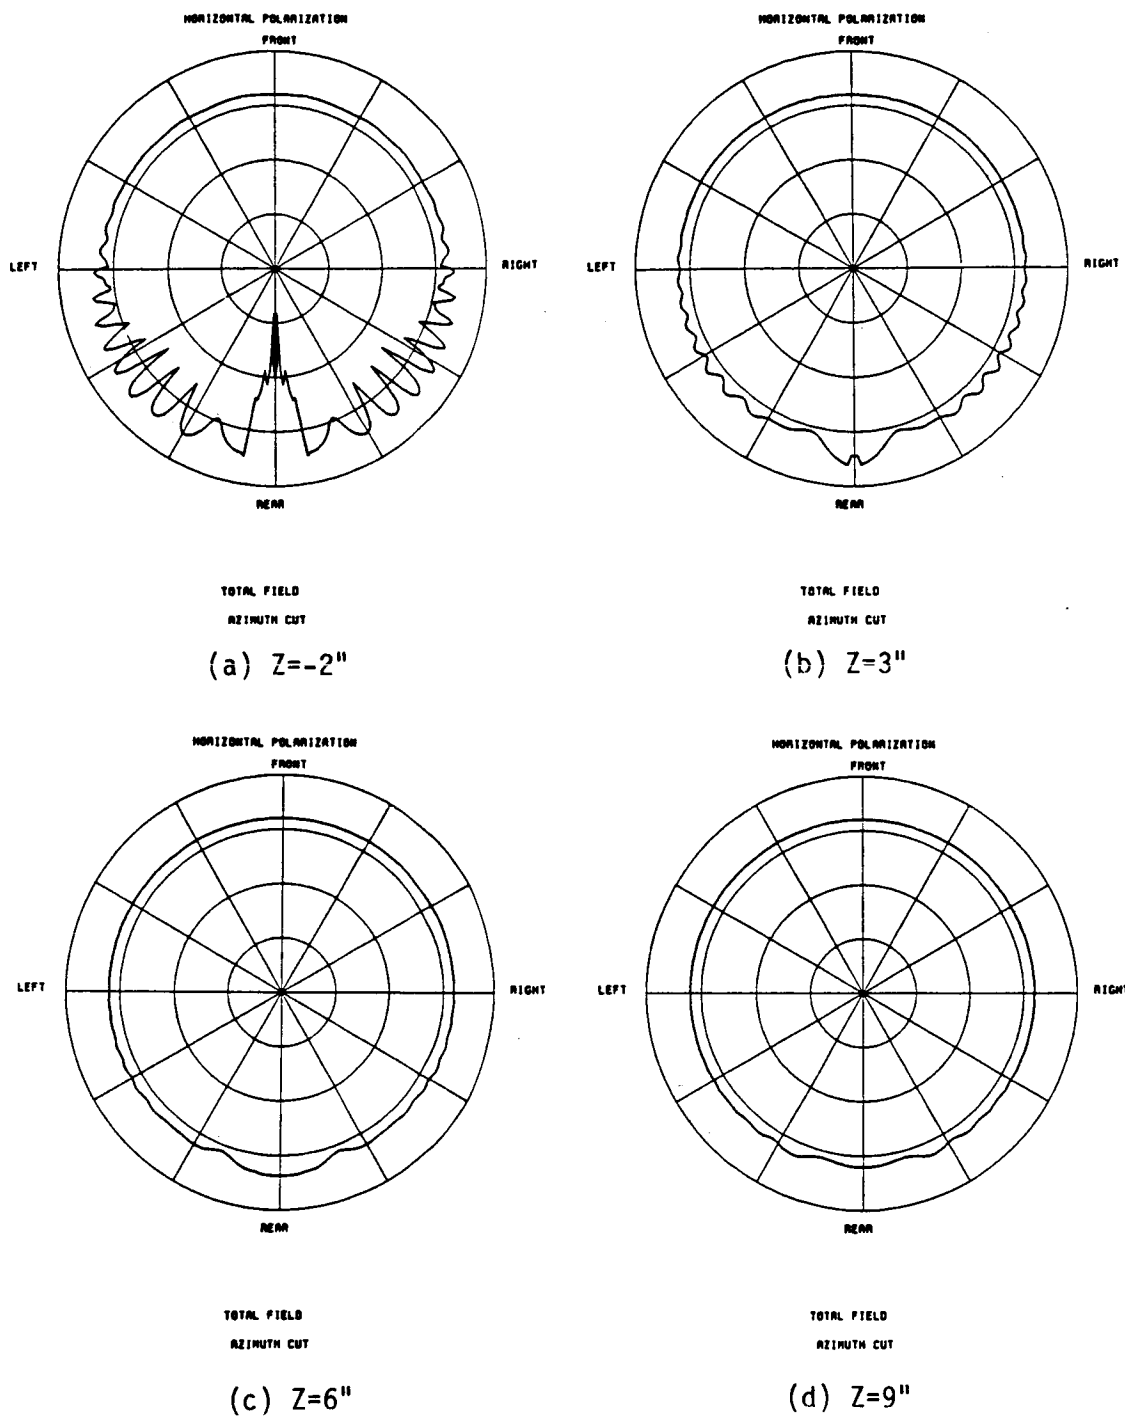 HORIZONTAL POLARIZATION
FRONT
LEFT
RIGHT
REAR
TOTAL FIELD
AZIMUTH CUT
(a) Z=-2"
HORIZONTAL POLARIZATION
FRONT
LEFT
RIGHT
REAR
TOTAL FIELD
AZIMUTH CUT
(b) Z=3"
HORIZONTAL POLARIZATION
FRONT
LEFT
RIGHT
REAR
TOTAL FIELD
AZIMUTH CUT
(c) Z=6"
HORIZONTAL POLARIZATION
FRONT
LEFT
RIGHT
REAR
TOTAL FIELD
AZIMUTH CUT
(d) Z=9"